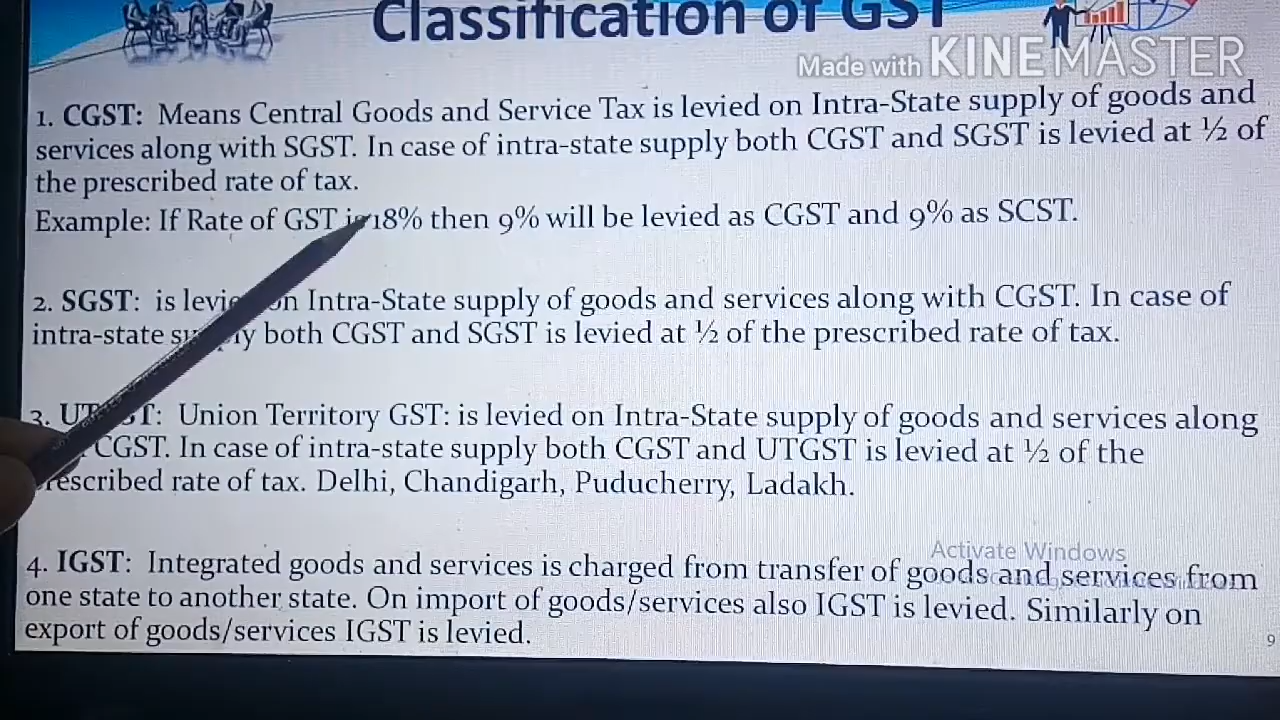 Classification of GST
Made with KINEMASTER
1. CGST: Means Central Goods and Service Tax is levied on Intra-State supply of goods and
services along with SGST. In case of intra-state supply both CGST and SGST is levied at ½ of
the prescribed rate of tax.
Example: If Rate of GST is 18% then 9% will be levied as CGST and 9% as SCST.
2. SGST: is on Intra-State supply of goods and services along with CGST. In case of
intra-state both CGST and SGST is levied at ½ of the prescribed rate of tax.
3. Union Territory GST: is levied on Intra-State supply of goods and services along
CGST. In case of intra-state supply both CGST and UTGST is levied at ½ of the
rate of tax. Delhi, Chandigarh, Puducherry, Ladakh.
Activate Windows
4. IGST: Integrated goods and services is charged from transfer of goods and services from
one state to another state. On import of goods/services also IGST is levied. Similarly on
export of goods/services IGST is levied.
9